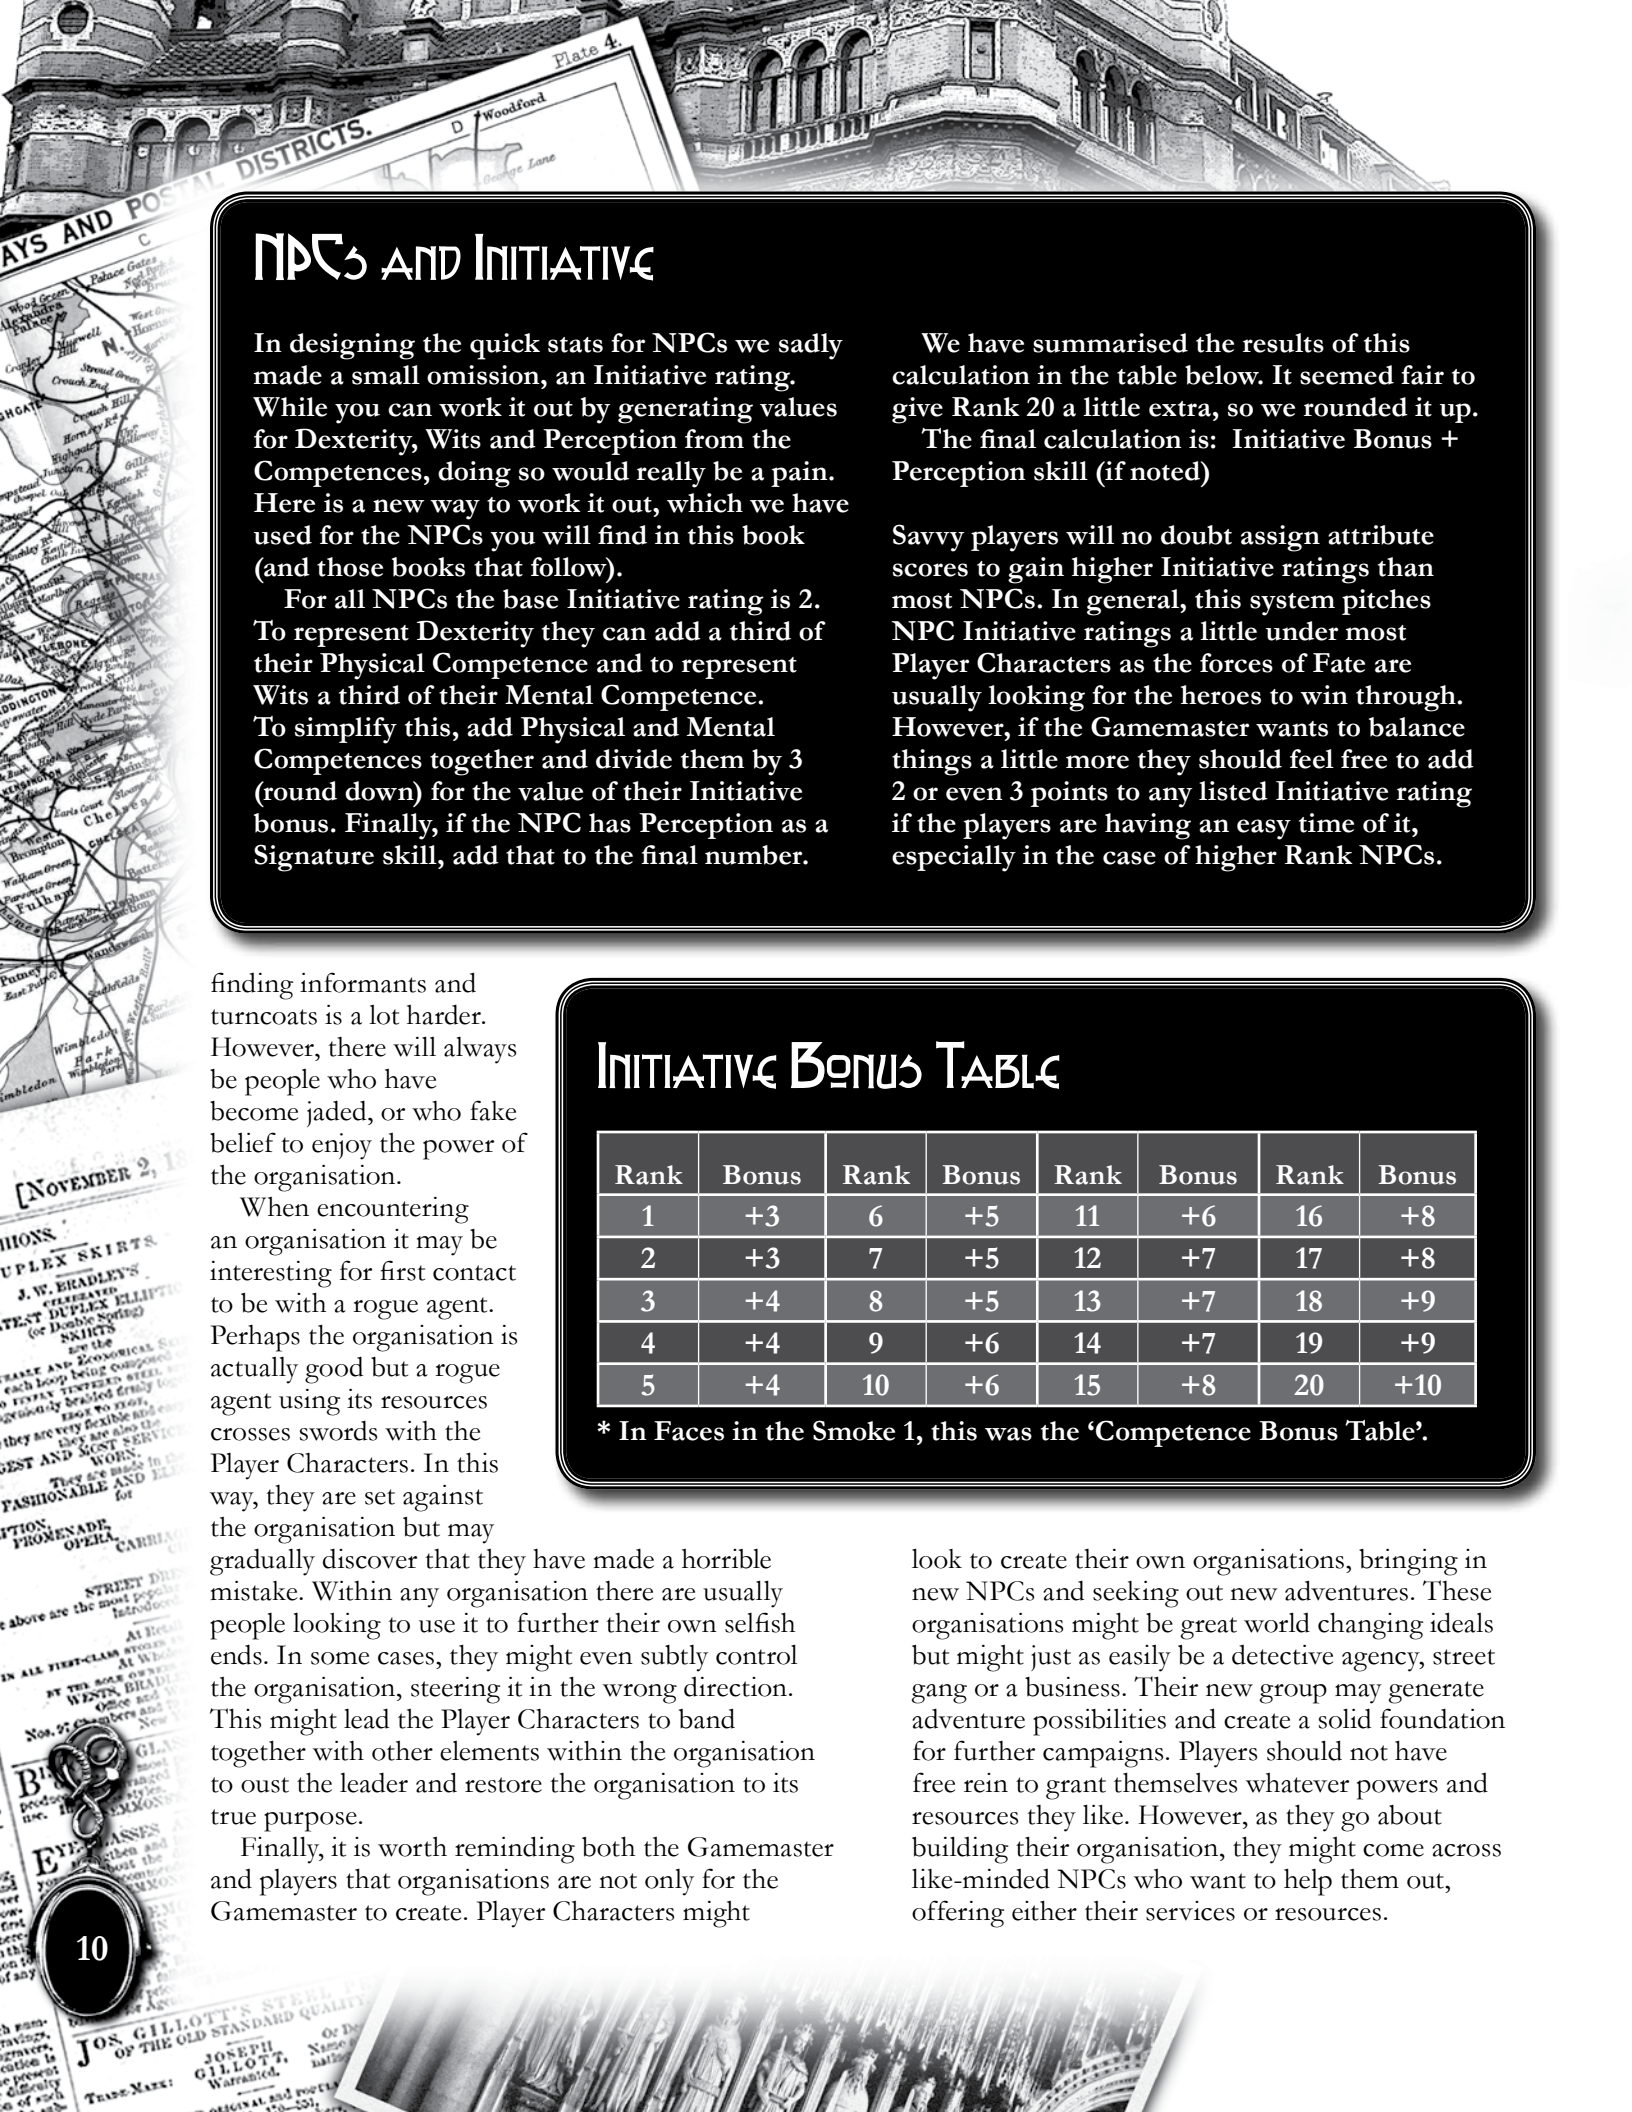 Plate 4.
DISTRICTS.
D
Woodford
George Lane
AYS AND POSTAL
C
NPCs and Initiative
In designing the quick stats for NPCs we sadly
made a small omission, an Initiative rating.
While you can work it out by generating values
for Dexterity, Wits and Perception from the
Competences, doing so would really be a pain.
Here is a new way to work it out, which we have
used for the NPCs you will find in this book
(and those books that follow).
For all NPCs the base Initiative rating is 2.
To represent Dexterity they can add a third of
their Physical Competence and to represent
Wits a third of their Mental Competence.
To simplify this, add Physical and Mental
Competences together and divide them by 3
(round down) for the value of their Initiative
bonus. Finally, if the NPC has Perception as a
Signature skill, add that to the final number.
We have summarised the results of this
calculation in the table below. It seemed fair to
give Rank 20 a little extra, so we rounded it up.
The final calculation is: Initiative Bonus +
Perception skill (if noted)
Savvy players will no doubt assign attribute
scores to gain higher Initiative ratings than
most NPCs. In general, this system pitches
NPC Initiative ratings a little under most
Player Characters as the forces of Fate are
usually looking for the heroes to win through.
However, if the Gamemaster wants to balance
things a little more they should feel free to add
2 or even 3 points to any listed Initiative rating
if the players are having an easy time of it,
especially in the case of higher Rank NPCs.
finding informants and
turncoats is a lot harder.
However, there will always
be people who have
become jaded, or who fake
belief to enjoy the power of
the organisation.
When encountering
an organisation it may be
interesting for first contact
to be with a rogue agent.
Perhaps the organisation is
actually good but a rogue
agent using its resources
crosses swords with the
Player Characters. In this
way, they are set against
the organisation but may
gradually discover that they have made a horrible
mistake. Within any organisation there are usually
people looking to use it to further their own selfish
ends. In some cases, they might even subtly control
the organisation, steering it in the wrong direction.
This might lead the Player Characters to band
together with other elements within the organisation
to oust the leader and restore the organisation to its
true purpose.
Finally, it is worth reminding both the Gamemaster
and players that organisations are not only for the
Gamemaster to create. Player Characters might
Initiative Bonus Table
Rank Bonus Rank Bonus Rank Bonus Rank Bonus
1 +3 6 +5 11 +6 16 +8
2 +3 7 +5 12 +7 17 +8
3 +4 8 +5 13 +7 18 +9
4 +4 9 +6 14 +7 19 +9
5 +4 10 +6 15 +8 20 +10
* In Faces in the Smoke 1, this was the ‘Competence Bonus Table’.
look to create their own organisations, bringing in
new NPCs and seeking out new adventures. These
organisations might be great world changing ideals
but might just as easily be a detective agency, street
gang or a business. Their new group may generate
adventure possibilities and create a solid foundation
for further campaigns. Players should not have
free rein to grant themselves whatever powers and
resources they like. However, as they go about
building their organisation, they might come across
like-minded NPCs who want to help them out,
offering either their services or resources.
[NOVEMBER 2,
J. W. BRADLEY'S
SKIRTS
are the
PROMENADE,
OPERA,
10
JOS. GILLOTT'S STEEL
OF THE OLD STANDARD QUALITY
JOSEPH
GILLOTT,
Warranted.
TRADE-MARK: